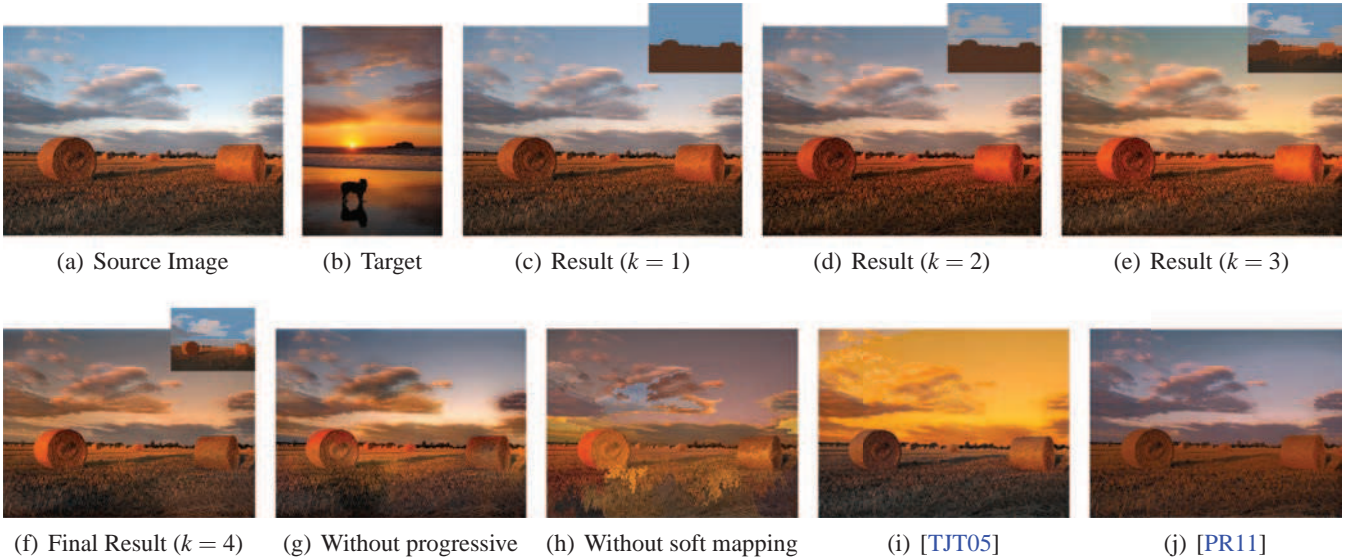 (a) Source Image
(b) Target
(c) Result (k = 1)
(d) Result (k = 2)
(e) Result (k = 3)
(f) Final Result (k = 4)
(g) Without progressive
(h) Without soft mapping
(i) [TJT05]
(j) [PR11]